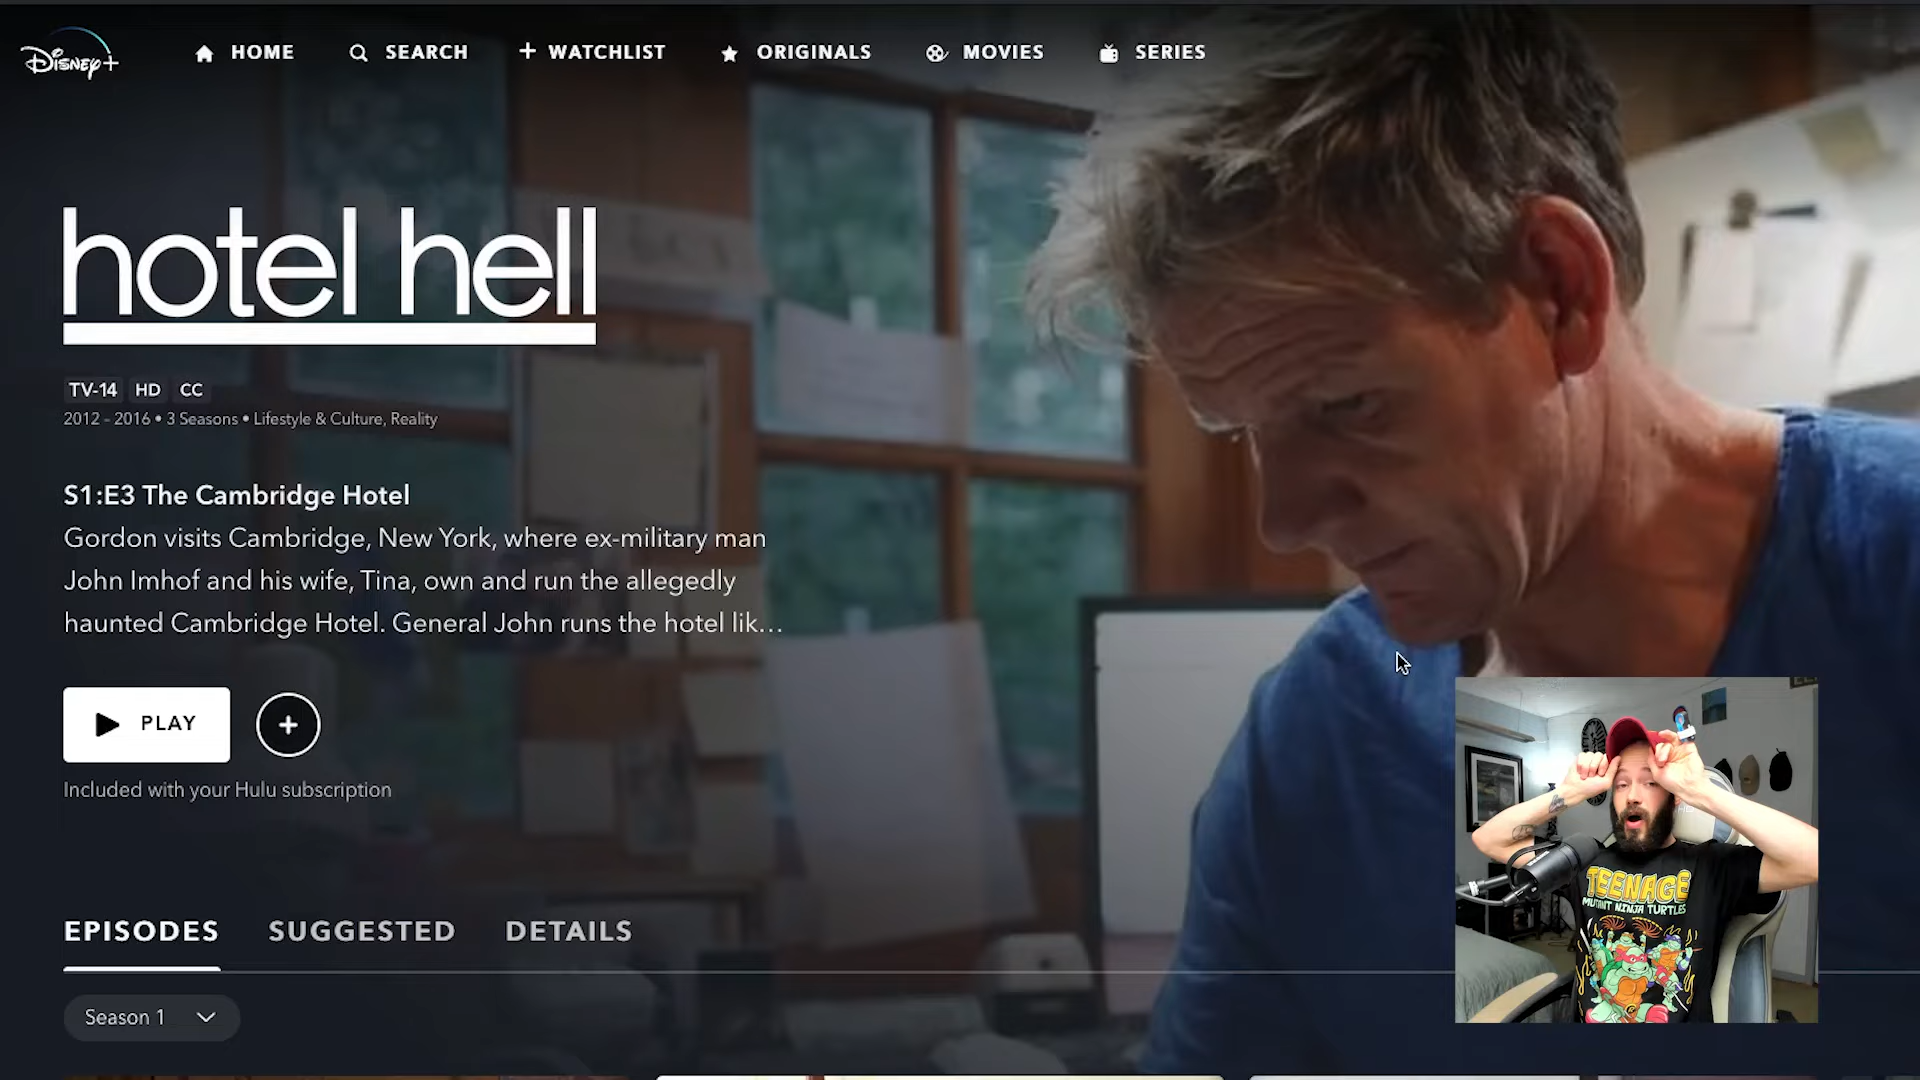 Disney+
HOME
SEARCH
WATCHLIST
ORIGINALS
MOVIES
SERIES
hotel hell
TV-14 HD CC
2012 - 2016 • 3 Seasons • Lifestyle & Culture, Reality
S1:E3 The Cambridge Hotel
Gordon visits Cambridge, New York, where ex-military man
John Imhof and his wife, Tina, own and run the allegedly
haunted Cambridge Hotel. General John runs the hotel lik...
PLAY
Included with your Hulu subscription
EPISODES
SUGGESTED
DETAILS
Season 1
TEENAGE
MUTANT NINJA TURTLES